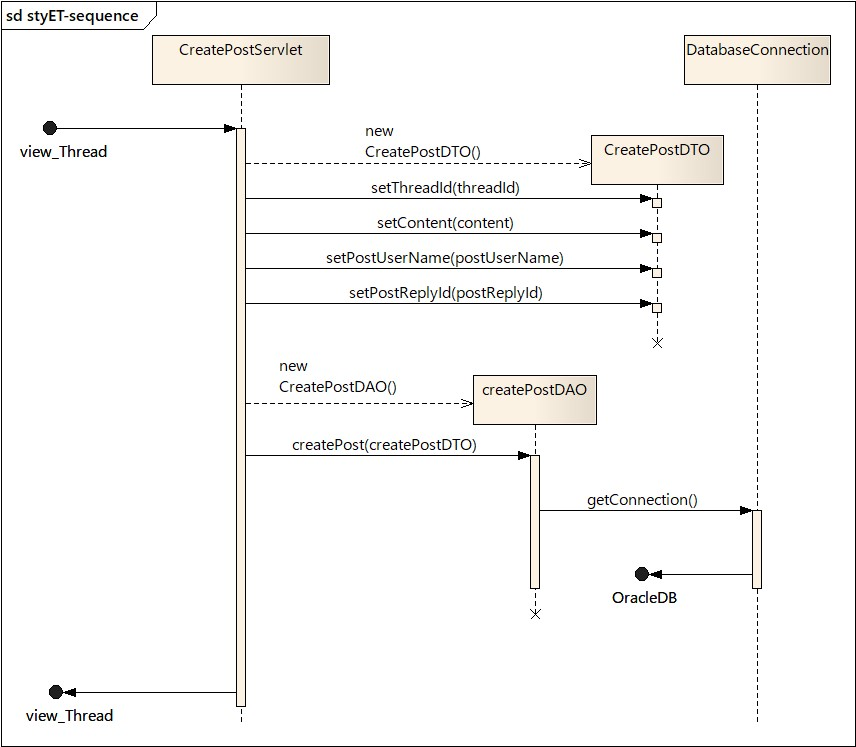 sd styET-sequence
CreatePostServlet
DatabaseConnection
view_Thread
new
CreatePostDTO()
CreatePostDTO
setThreadId(threadId)
setContent(content)
setPostUserName(postUserName)
setPostReplyId(postReplyId)
new
CreatePostDAO()
createPostDAO
createPost(createPostDTO)
getConnection()
OracleDB
view_Thread